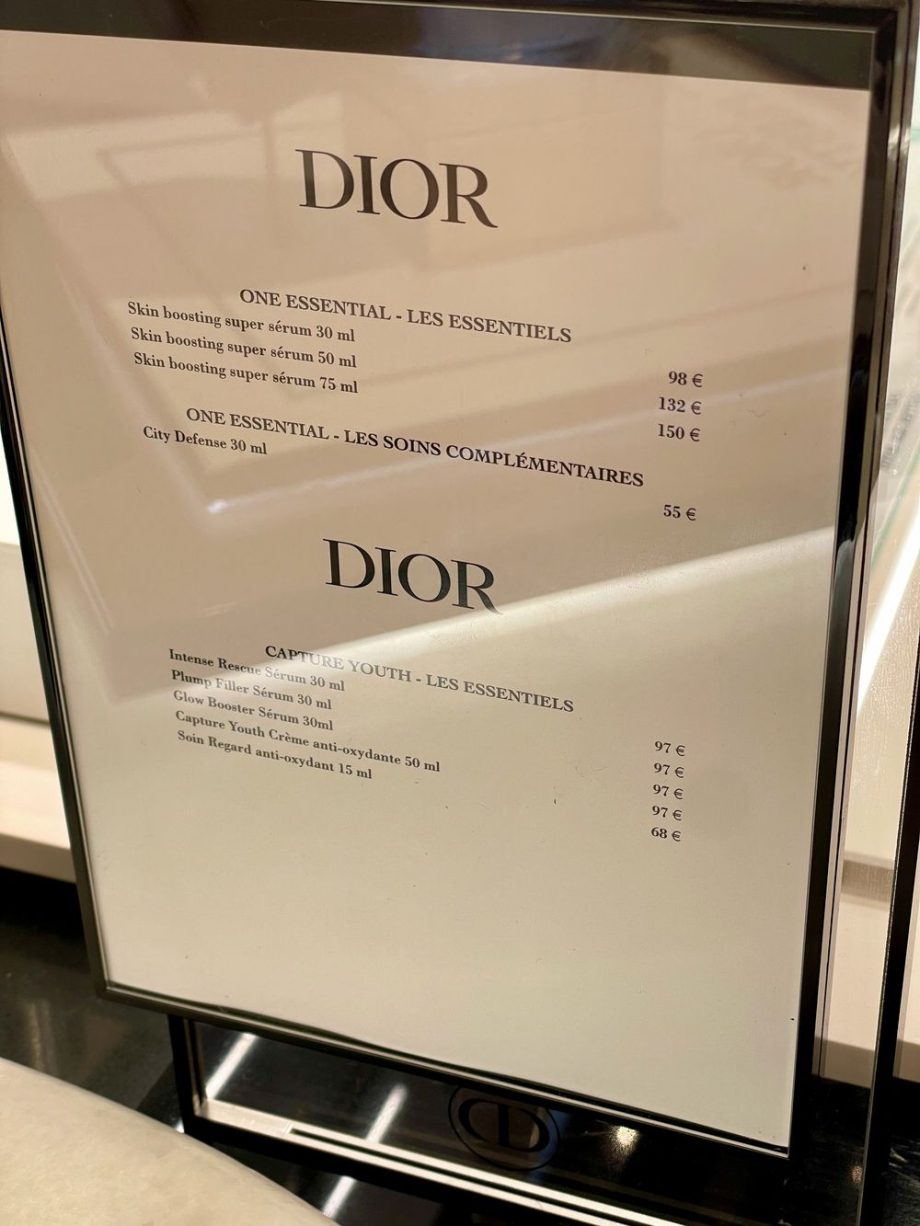 DIOR
ONE ESSENTIAL - LES ESSENTIELS
Skin boosting super sérum 30 ml 98 €
Skin boosting super sérum 50 ml 132 €
Skin boosting super sérum 75 ml 150 €
ONE ESSENTIAL - LES SOINS COMPLÉMENTAIRES
City Defense 30 ml 55 €
DIOR
CAPTURE YOUTH - LES ESSENTIELS
Intense Rescue Sérum 30 ml 97 €
Plump Filler Sérum 30 ml 97 €
Glow Booster Sérum 30ml 97 €
Capture Youth Crème anti-oxydante 50 ml 97 €
Soin Regard anti-oxydant 15 ml 68 €
CD